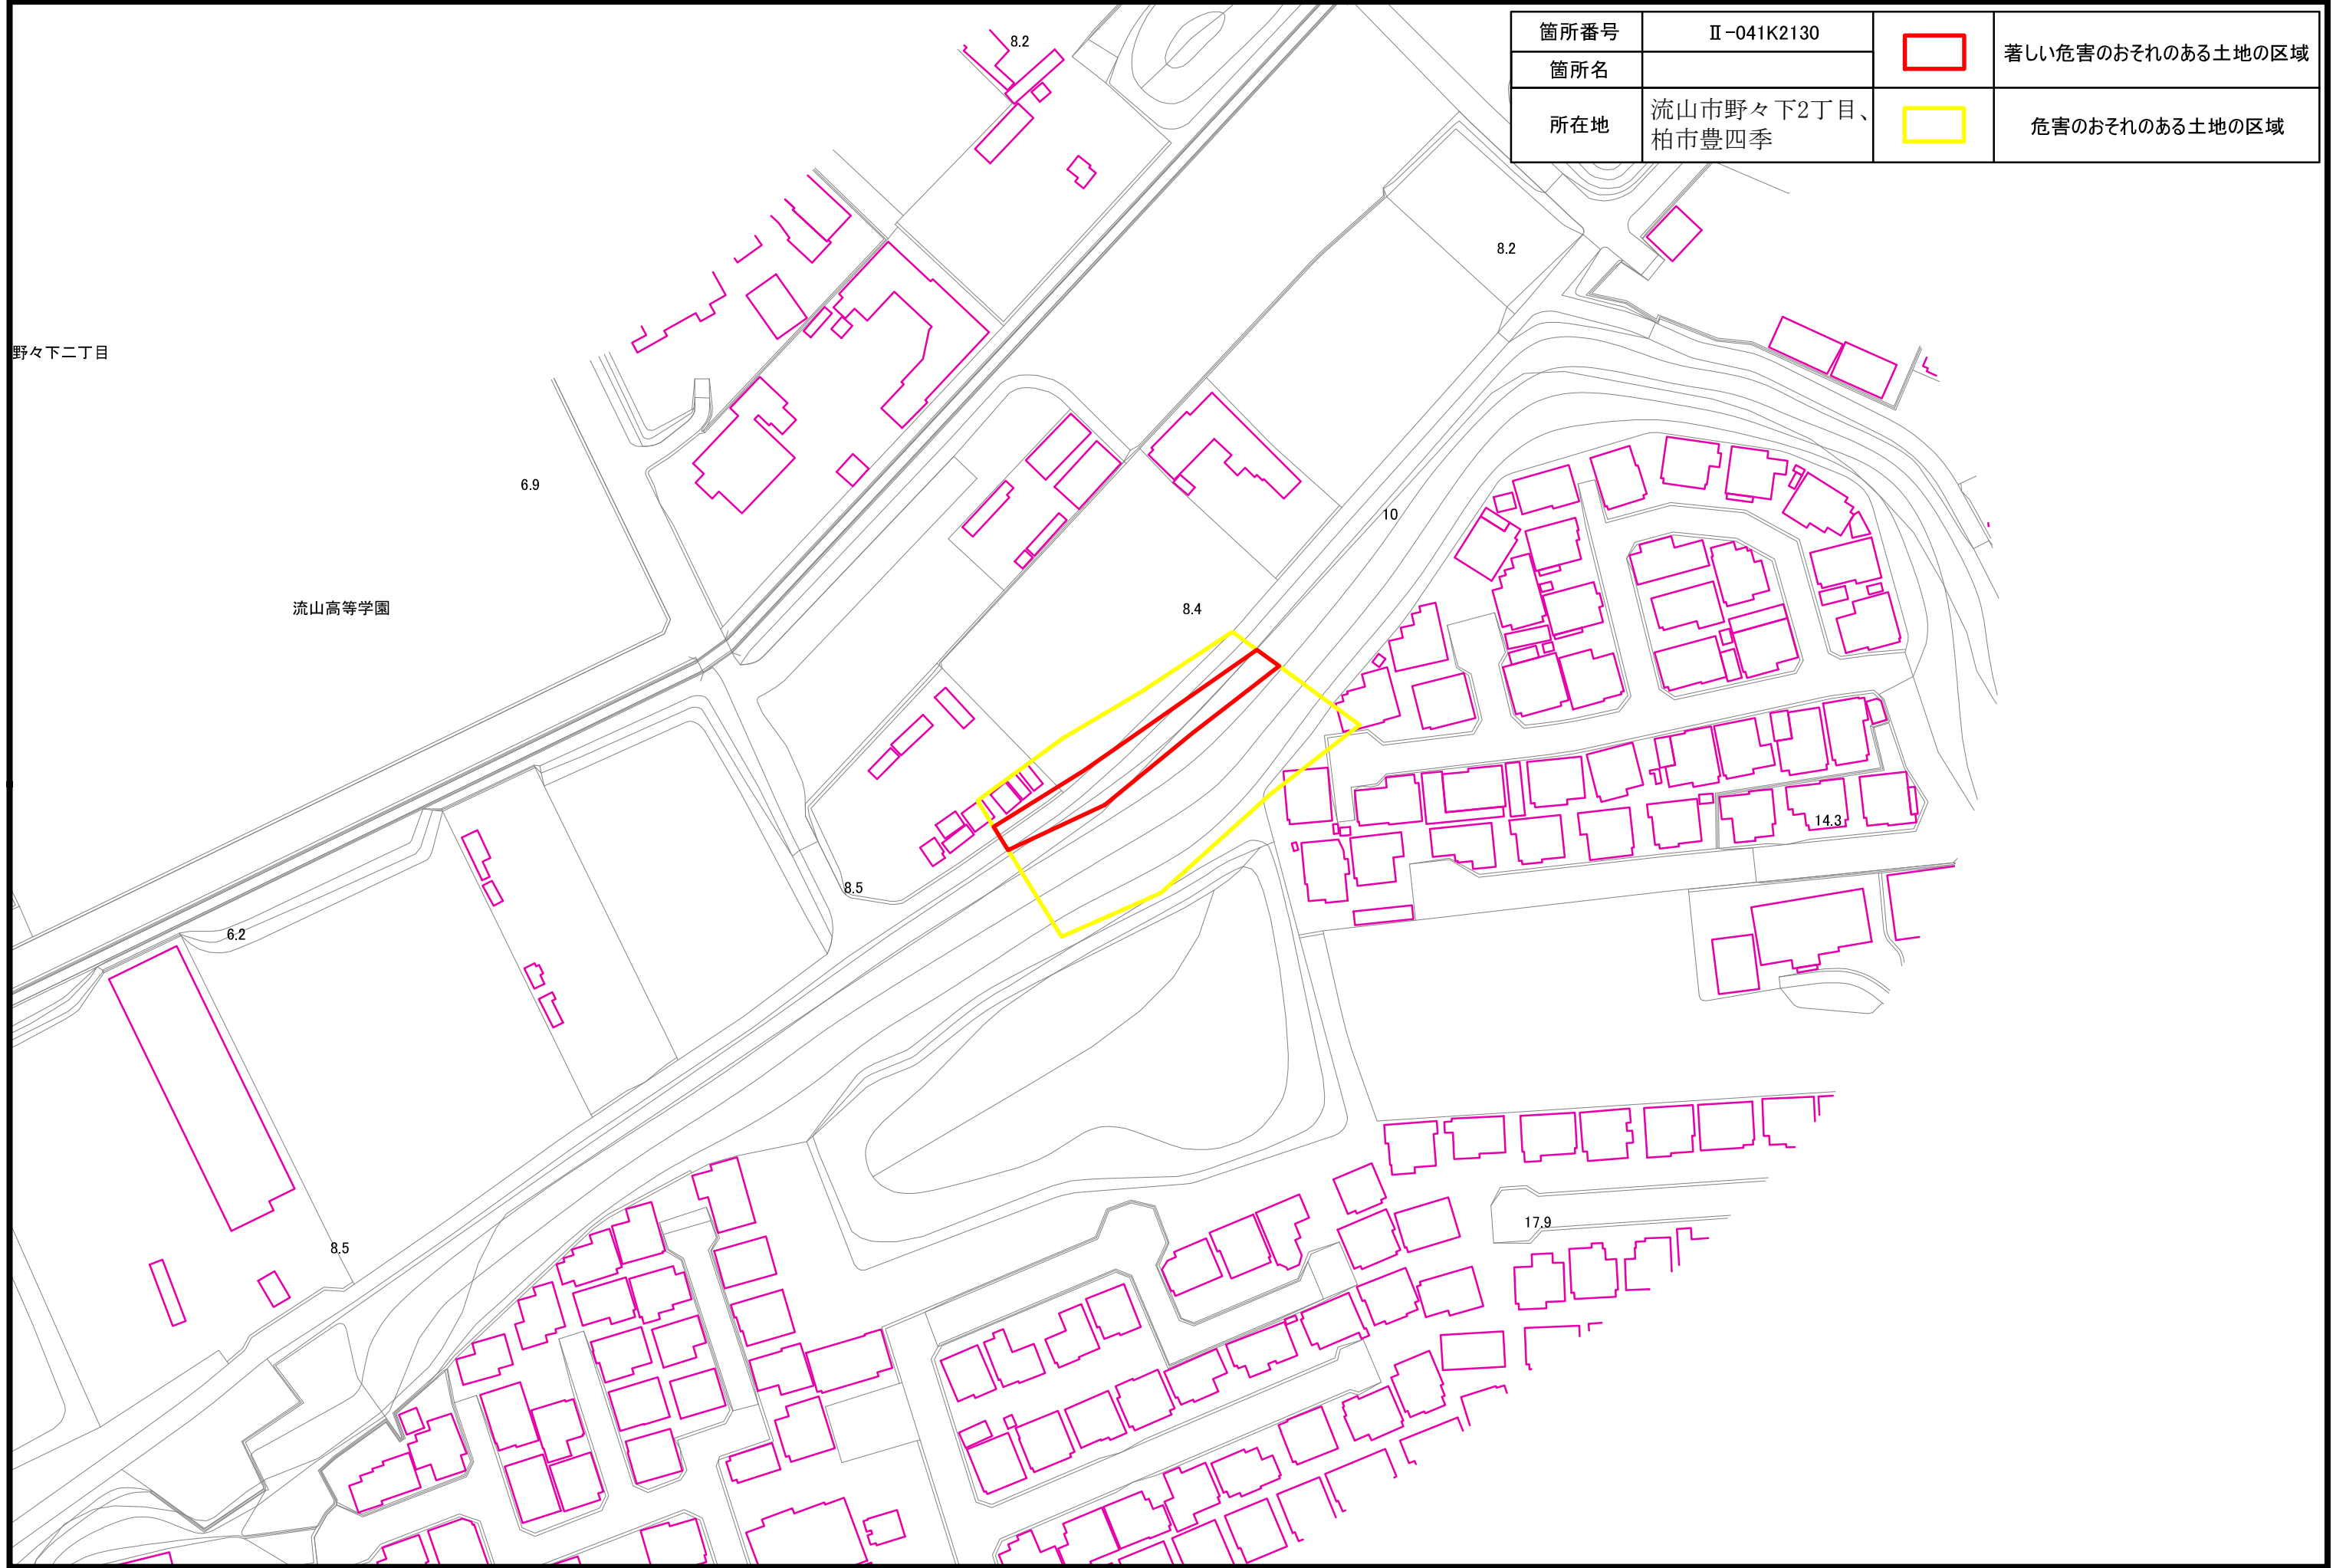 箇所番号
Ⅱ-041K2130
著しい危害のおそれのある土地の区域
箇所名
所在地
流山市野々下2丁目、
柏市豊四季
危害のおそれのある土地の区域
8.2
8.2
野々下二丁目
6.9
10
流山高等学園
8.4
14.3
8.5
6.2
17.9
8.5